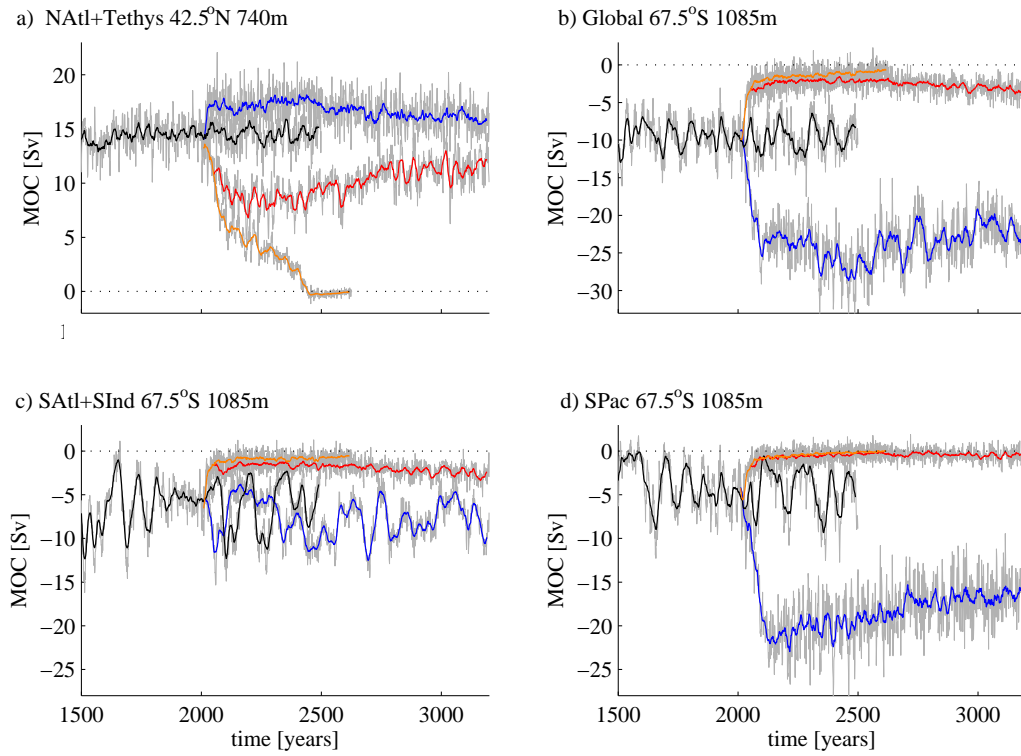 a) NAtl+Tethys 42.5°N 740m
MOC [Sv]
20
15
10
5
0
b) Global 67.5°S 1085m
MOC [Sv]
0
−5
−10
−15
−20
−25
−30
c) SAtl+SInd 67.5°S 1085m
MOC [Sv]
0
−5
−10
−15
−20
−25
1500 2000 2500 3000
time [years]
d) SPac 67.5°S 1085m
MOC [Sv]
0
−5
−10
−15
−20
−25
1500 2000 2500 3000
time [years]